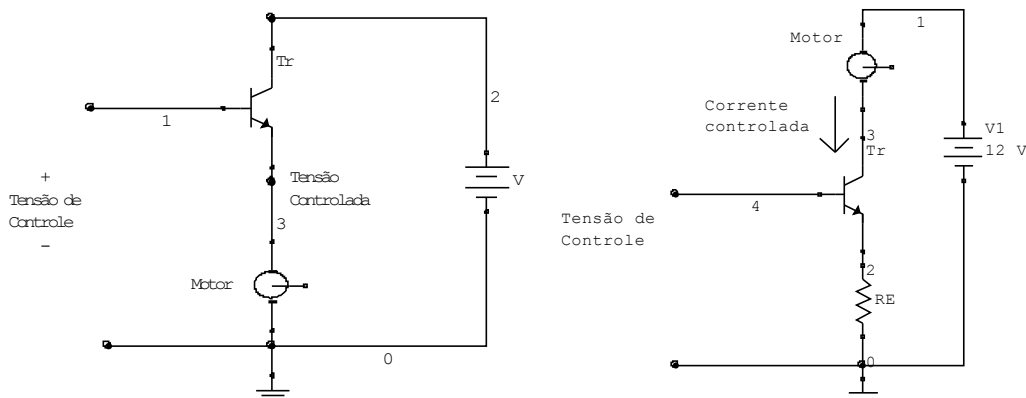 Tr
2
1
+
Tensão de
Controle
–
Tensão
Controlada
V
3
Motor
0
1
Motor
Corrente
controlada
3
Tr
V1
12 V
4
Tensão de
Controle
2
RE
0